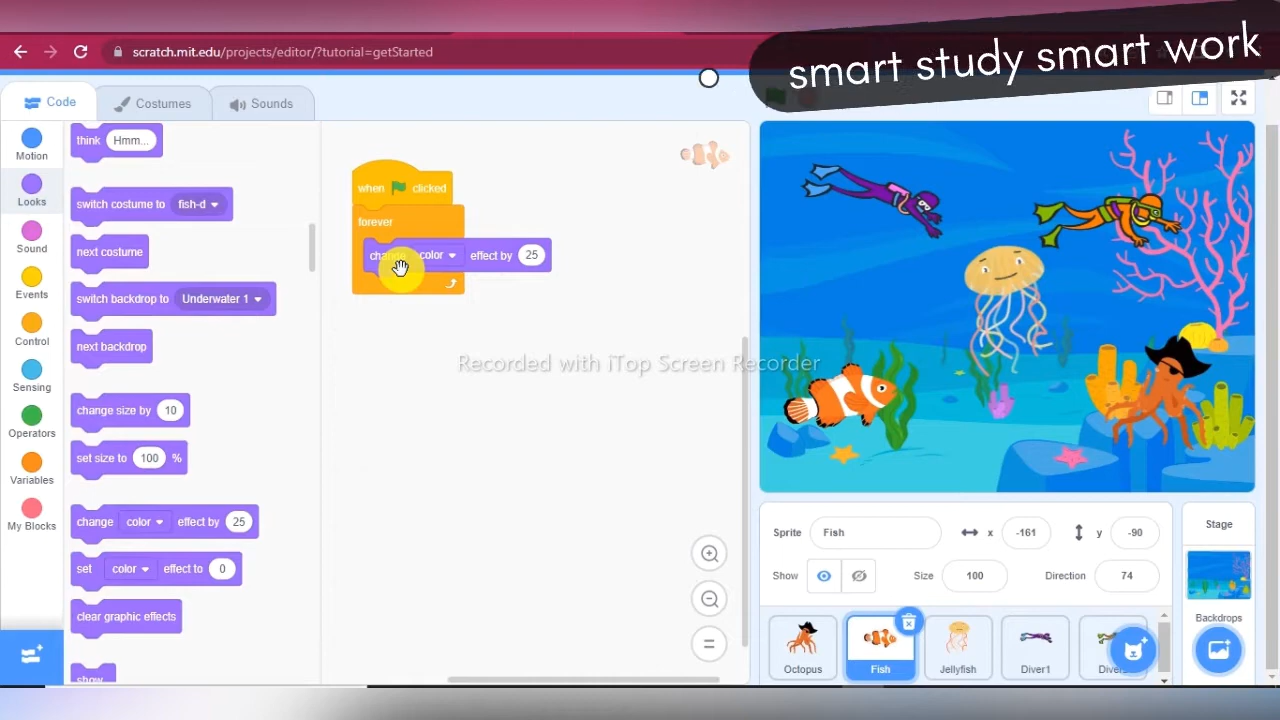 smart study smart work
scratch.mit.edu/projects/editor/?tutorial=getStarted
Code
Costumes
Sounds
Motion
Looks
Sound
Events
Control
Sensing
Operators
Variables
My Blocks
think Hmm...
switch costume to fish-d
next costume
switch backdrop to Underwater 1
next backdrop
change size by 10
set size to 100 %
change color effect by 25
set color effect to 0
clear graphic effects
show
when clicked
forever
change color effect by 25
Recorded with iTop Screen Recorder
Sprite Fish x -161 y -90
Show Size 100 Direction 74
Octopus
Fish
Jellyfish
Diver1
Stage
Backdrops